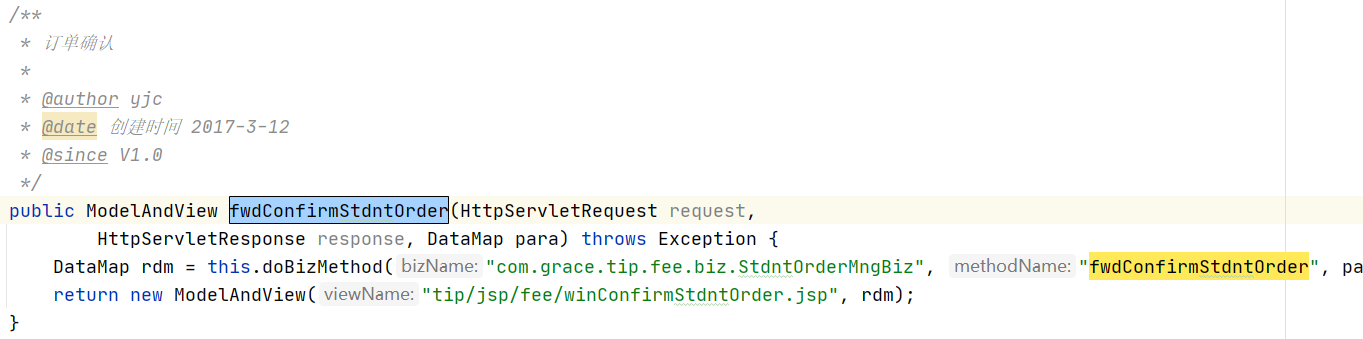 /**
 * 订单确认
 *
 * @author yjc
 * @date 创建时间 2017-3-12
 * @since V1.0
 */
public ModelAndView fwdConfirmStdntOrder(HttpServletRequest request,
        HttpServletResponse response, DataMap para) throws Exception {
    DataMap rdm = this.doBizMethod( bizName: "com.grace.tip.fee.biz.StdntOrderMngBiz", methodName: "fwdConfirmStdntOrder", pa
    return new ModelAndView( viewName: "tip/jsp/fee/winConfirmStdntOrder.jsp", rdm);
}